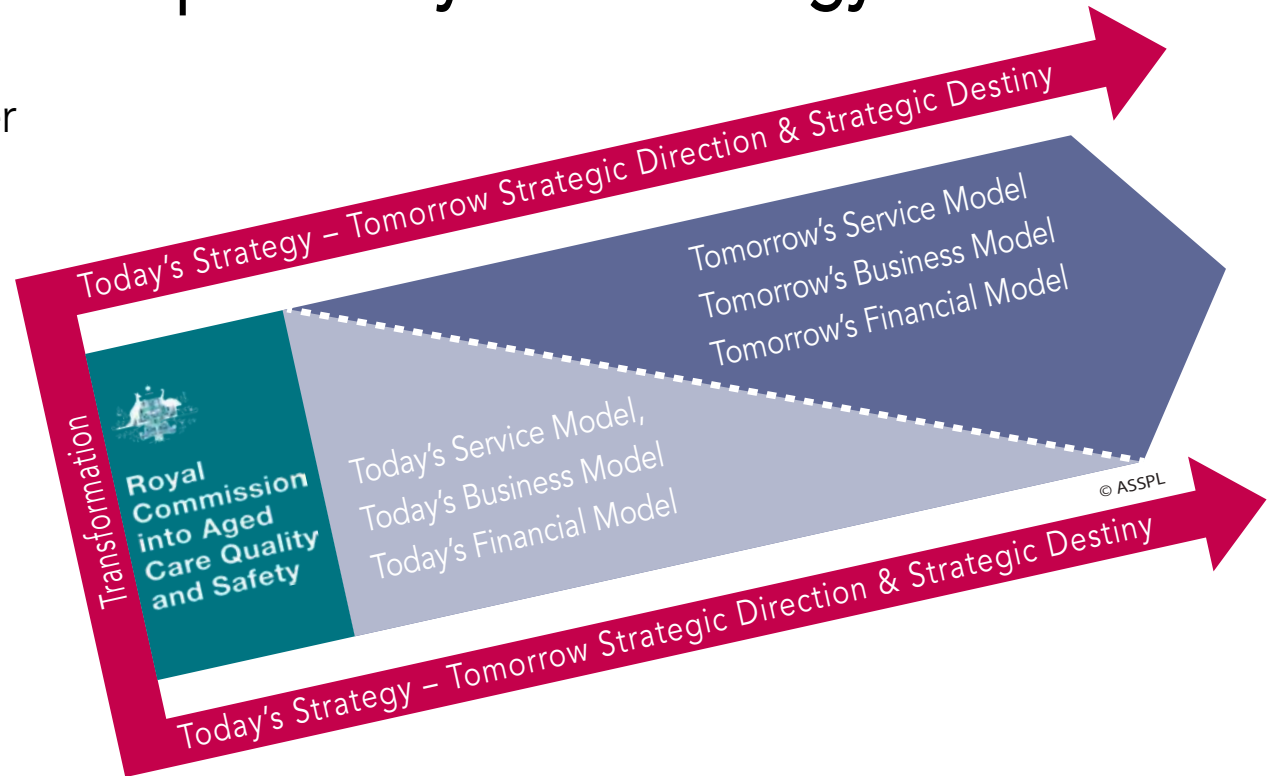 or
Today's Strategy – Tomorrow Strategic Direction & Strategic Destiny
Tomorrow's Service Model
Tomorrow's Business Model
Tomorrow's Financial Model
Transformation
Royal
Commission
into Aged
Care Quality
and Safety
Today's Service Model,
Today's Business Model
Today's Financial Model
© ASSPL
Today's Strategy – Tomorrow Strategic Direction & Strategic Destiny